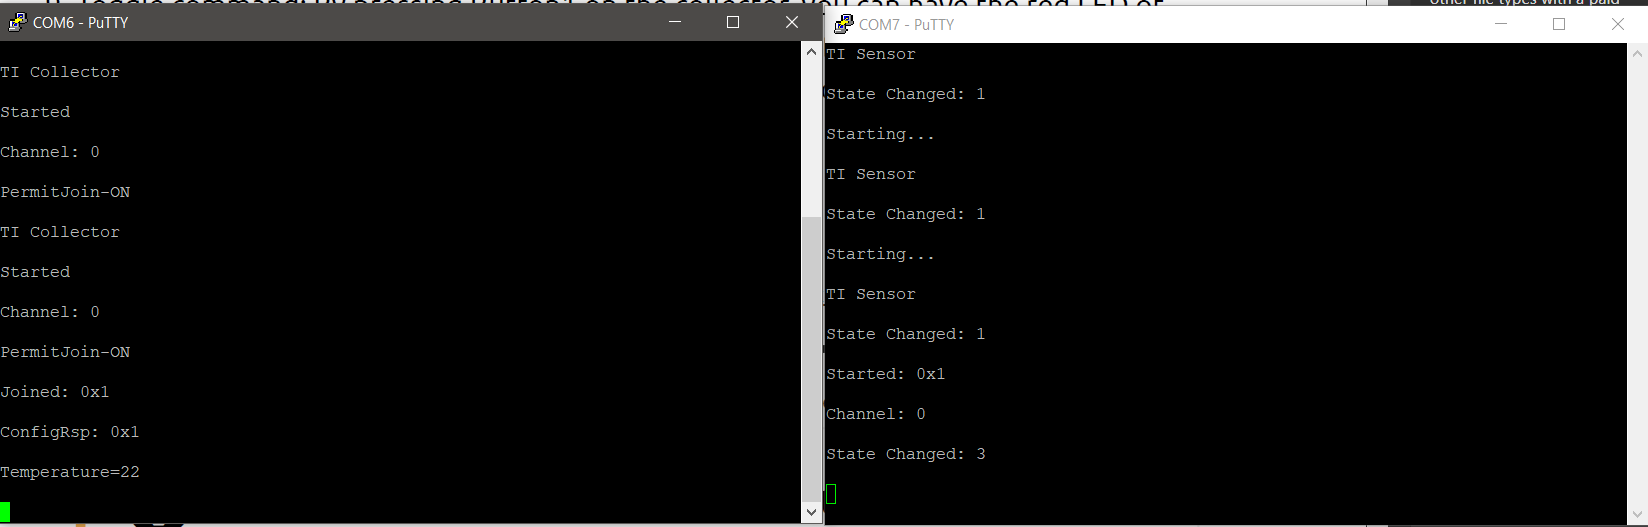 COM6 - PuTTY
TI Collector
Started
Channel: 0
PermitJoin-ON
TI Collector
Started
Channel: 0
PermitJoin-ON
Joined: 0x1
ConfigRsp: 0x1
Temperature=22
COM7 - PuTTY
TI Sensor
State Changed: 1
Starting...
TI Sensor
State Changed: 1
Starting...
TI Sensor
State Changed: 1
Started: 0x1
Channel: 0
State Changed: 3